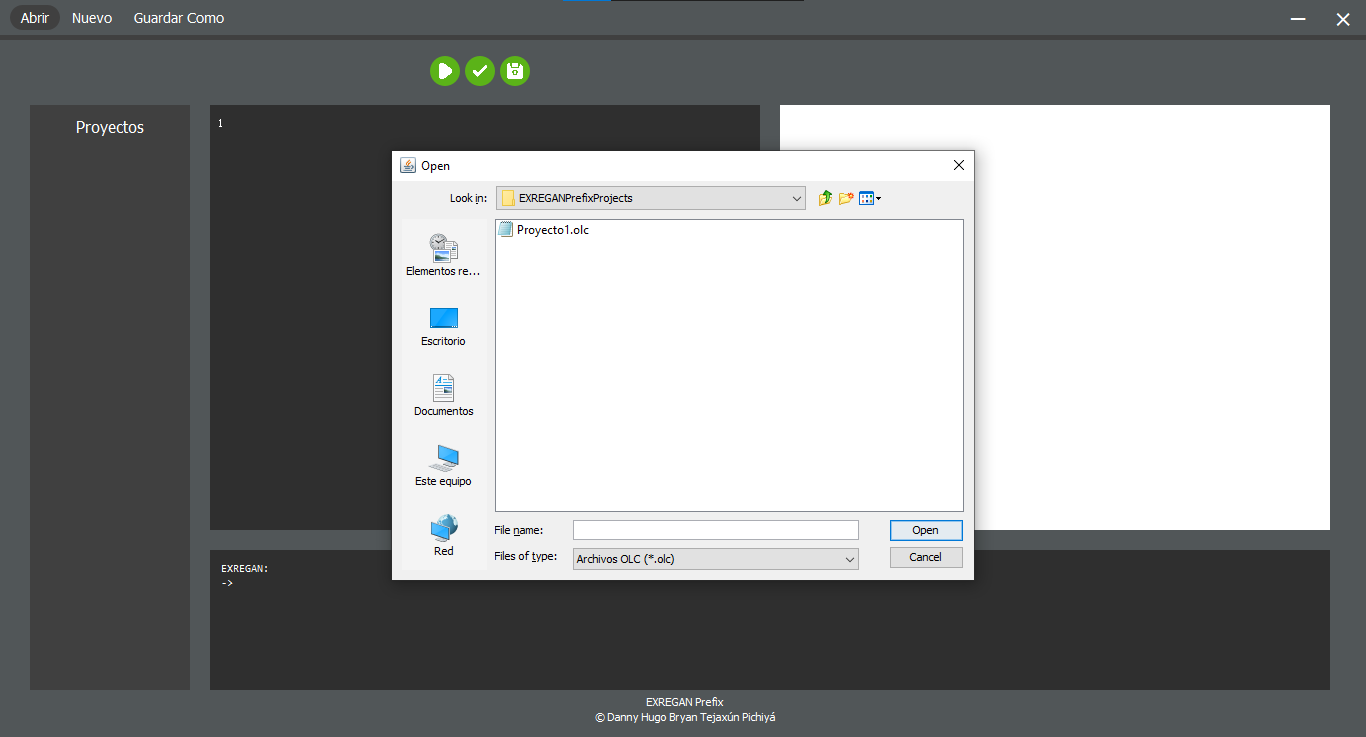 Abrir Nuevo Guardar Como
Proyectos
1
Open
Look in: EXREGANPrefixProjects
Proyecto1.olc
Elementos re...
Escritorio
Documentos
Este equipo
Red
File name:
Open
Files of type: Archivos OLC (*.olc)
Cancel
EXREGAN:
->
EXREGAN Prefix
© Danny Hugo Bryan Tejaxún Pichiyá